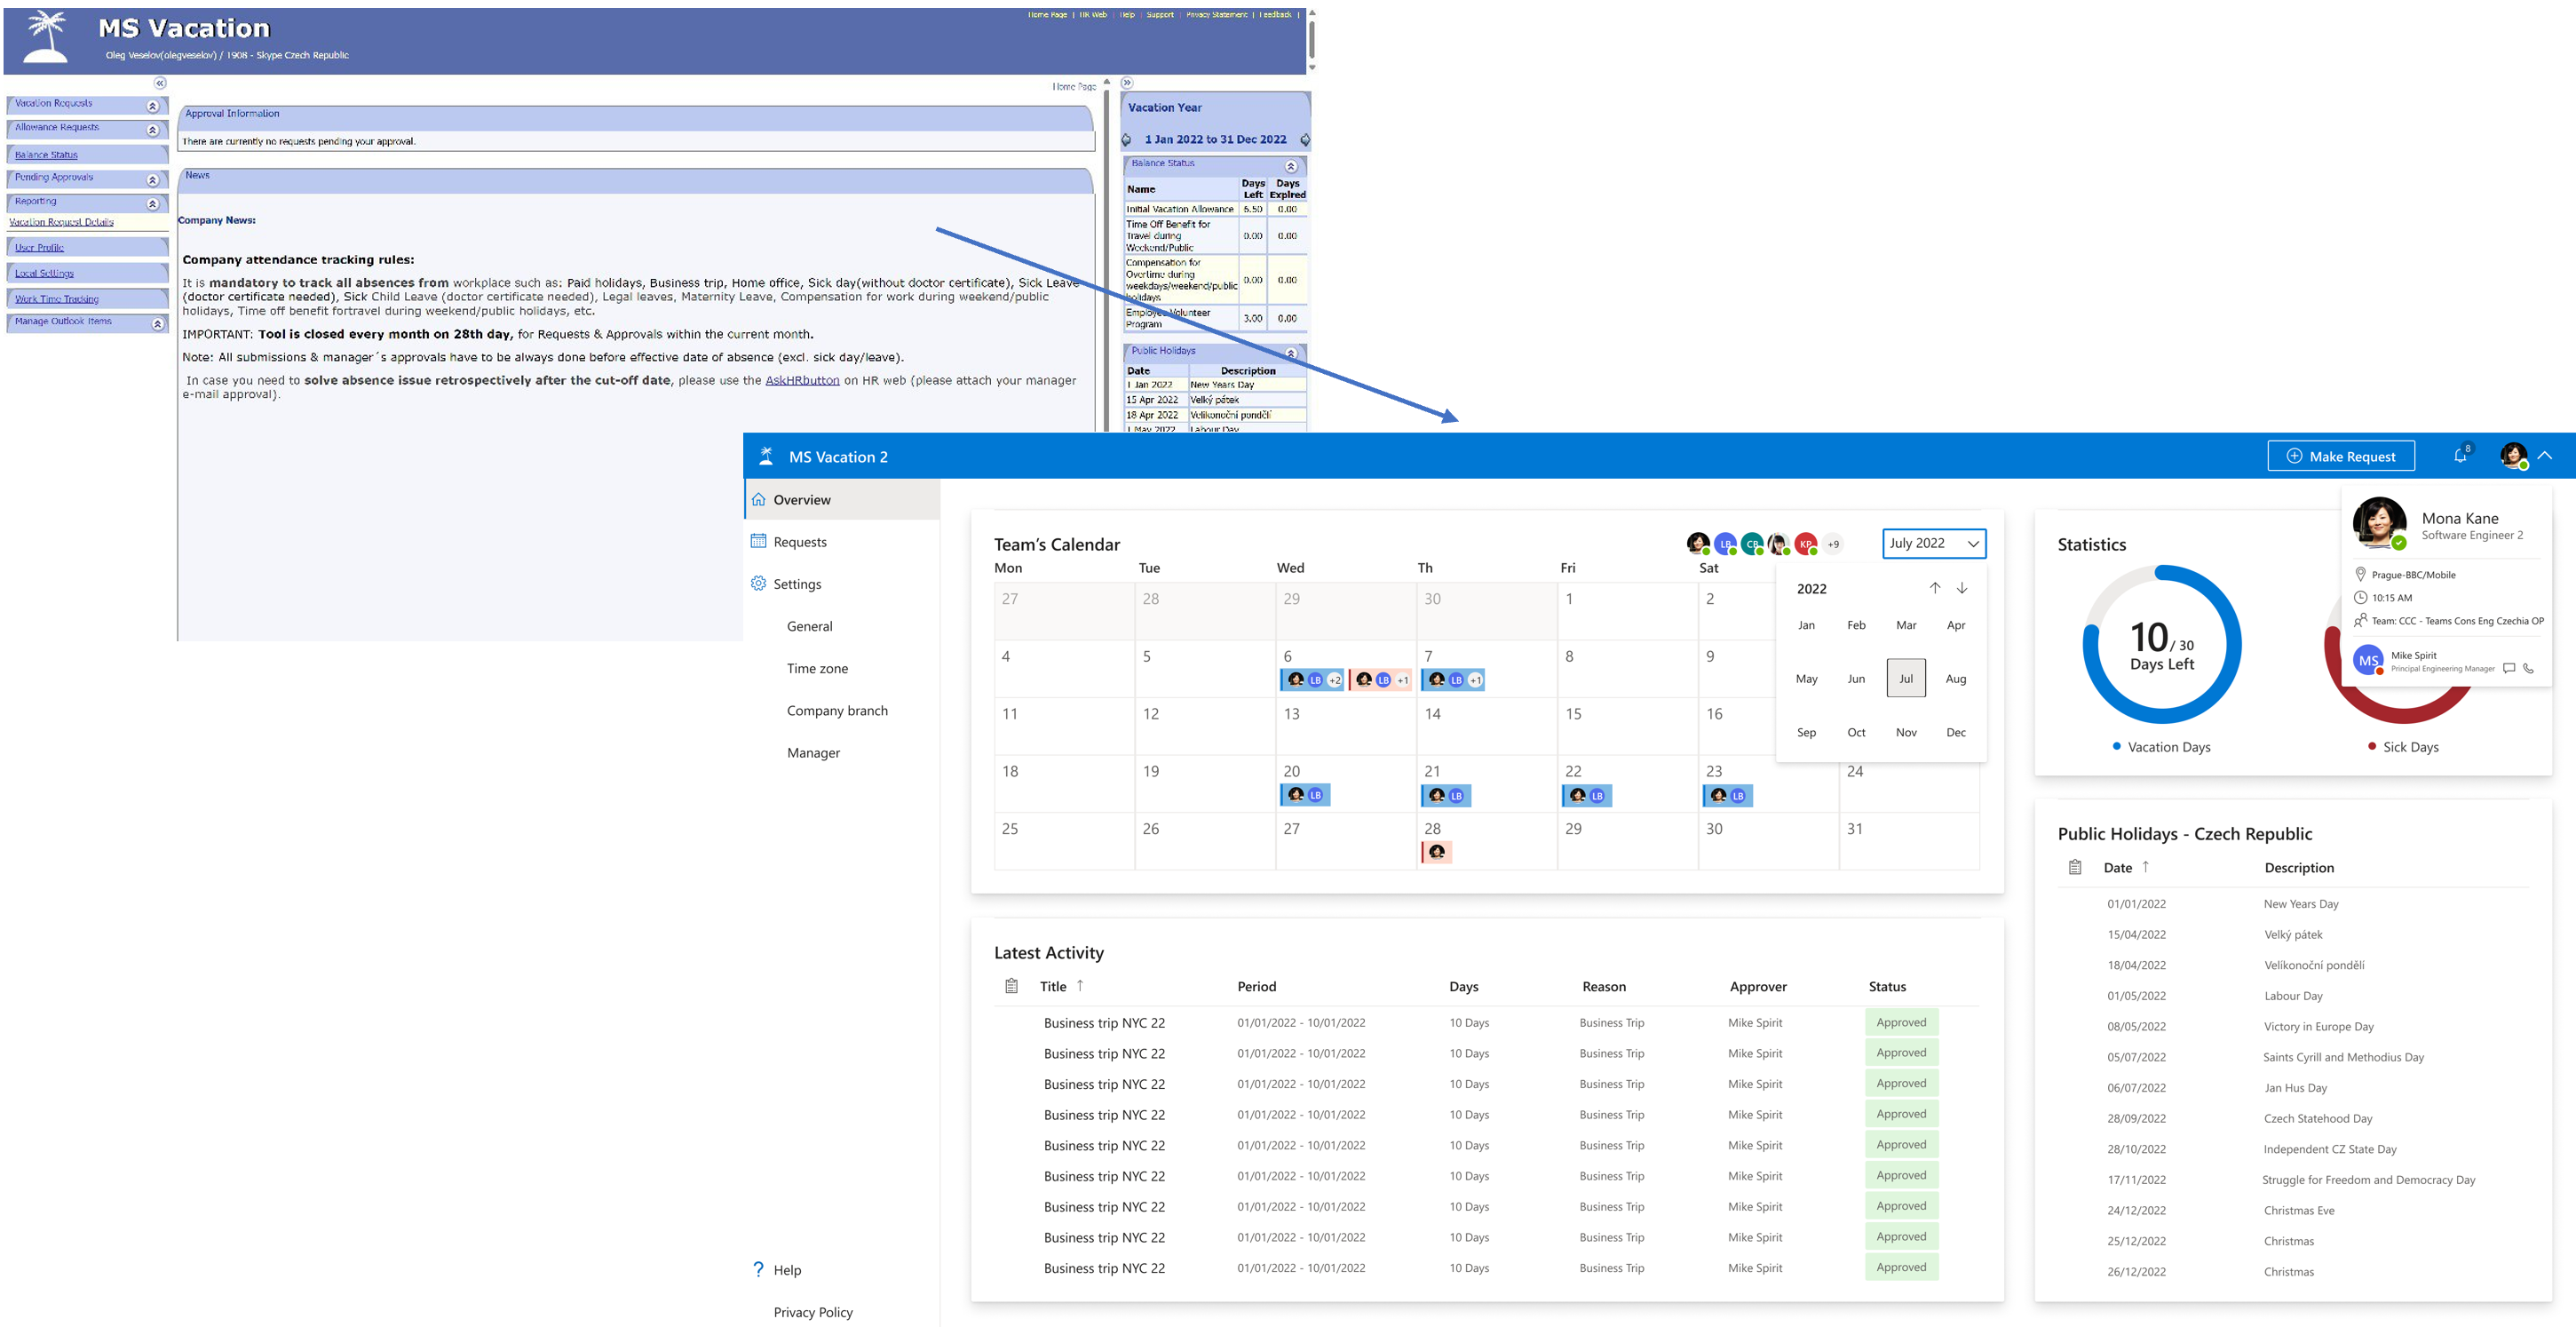 MS Vacation
Oleg Veselov(olegveselov) / 1908 - Skype Czech Republic
Home Page | HR Web | Help | Support | Privacy Statement | Feedback |
Vacation Requests
Allowance Requests
Balance Status
Pending Approvals
Reporting
Vacation Request Details
User Profile
Local Settings
Work Time Tracking
Manage Outlook Items
Home Page
Approval Information
There are currently no requests pending your approval.
News
Company News:
Company attendance tracking rules:
It is mandatory to track all absences from workplace such as: Paid holidays, Business trip, Home office, Sick day(without doctor certificate), Sick Leave
(doctor certificate needed), Sick Child Leave (doctor certificate needed), Legal leaves, Maternity Leave, Compensation for work during weekend/public
holidays, Time off benefit fortravel during weekend/public holidays, etc.
IMPORTANT: Tool is closed every month on 28th day, for Requests & Approvals within the current month.
Note: All submissions & manager´s approvals have to be always done before effective date of absence (excl. sick day/leave).
In case you need to solve absence issue retrospectively after the cut-off date, please use the AskHRbutton on HR web (please attach your manager
e-mail approval).
Vacation Year
1 Jan 2022 to 31 Dec 2022
Balance Status
Name Days Left Days Expired
Initial Vacation Allowance 6.50 0.00
Time Off Benefit for
Travel during 0.00 0.00
Weekend/Public
Compensation for
Overtime during
weekdays/weekend/public 0.00 0.00
holidays
Employee Volunteer
Program 3.00 0.00
Public Holidays
Date Description
1 Jan 2022 New Years Day
15 Apr 2022 Velký pátek
18 Apr 2022 Velikonoční pondělí
1 May 2022 Labour Day
MS Vacation 2
Make Request
8
Overview
Requests
Settings
General
Time zone
Company branch
Manager
Help
Privacy Policy
Team's Calendar
LB CB KP +9
July 2022
Mon Tue Wed Th Fri Sat
27 28 29 30 1 2
4 5 6 7 8 9
LB +2 LB +1 LB +1
11 12 13 14 15 16
18 19 20 21 22 23 24
LB LB LB LB
25 26 27 28 29 30 31
2022
Jan Feb Mar Apr
May Jun Jul Aug
Sep Oct Nov Dec
Latest Activity
Title Period Days Reason Approver Status
Business trip NYC 22 01/01/2022 - 10/01/2022 10 Days Business Trip Mike Spirit Approved
Business trip NYC 22 01/01/2022 - 10/01/2022 10 Days Business Trip Mike Spirit Approved
Business trip NYC 22 01/01/2022 - 10/01/2022 10 Days Business Trip Mike Spirit Approved
Business trip NYC 22 01/01/2022 - 10/01/2022 10 Days Business Trip Mike Spirit Approved
Business trip NYC 22 01/01/2022 - 10/01/2022 10 Days Business Trip Mike Spirit Approved
Business trip NYC 22 01/01/2022 - 10/01/2022 10 Days Business Trip Mike Spirit Approved
Business trip NYC 22 01/01/2022 - 10/01/2022 10 Days Business Trip Mike Spirit Approved
Business trip NYC 22 01/01/2022 - 10/01/2022 10 Days Business Trip Mike Spirit Approved
Business trip NYC 22 01/01/2022 - 10/01/2022 10 Days Business Trip Mike Spirit Approved
Statistics
10 / 30
Days Left
Vacation Days
Sick Days
Mona Kane
Software Engineer 2
Prague-BBC/Mobile
10:15 AM
Team: CCC - Teams Cons Eng Czechia OP
MS
Mike Spirit
Principal Engineering Manager
Public Holidays - Czech Republic
Date Description
01/01/2022 New Years Day
15/04/2022 Velký pátek
18/04/2022 Velíkonoční pondělí
01/05/2022 Labour Day
08/05/2022 Victory in Europe Day
05/07/2022 Saints Cyrill and Methodius Day
06/07/2022 Jan Hus Day
28/09/2022 Czech Statehood Day
28/10/2022 Independent CZ State Day
17/11/2022 Struggle for Freedom and Democracy Day
24/12/2022 Christmas Eve
25/12/2022 Christmas
26/12/2022 Christmas